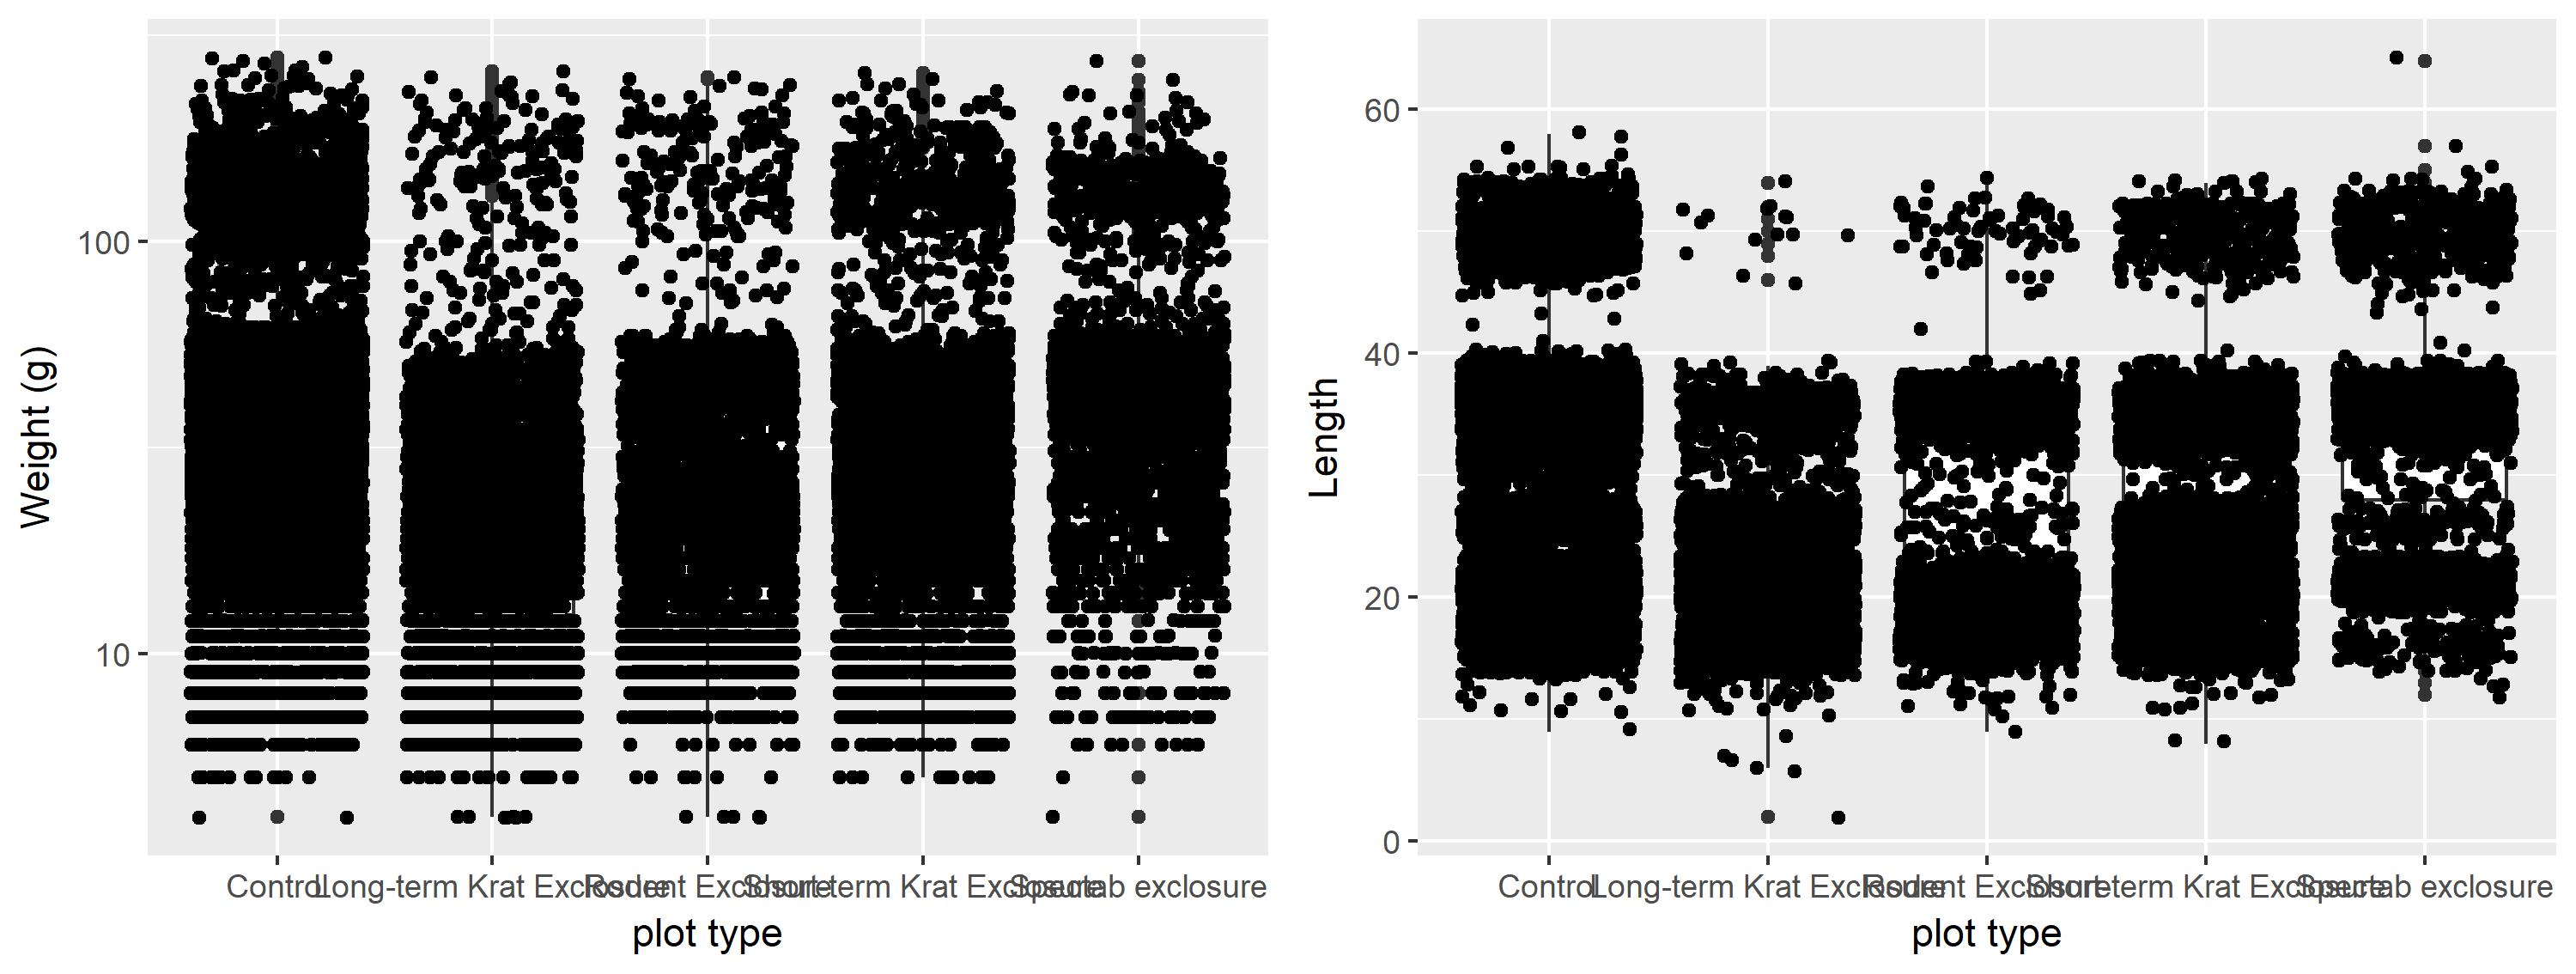 Weight (g)
100
10
Control Long-term Krat Exclosure Rodent Exclosure Short-term Krat Exclosure Spectab exclosure
plot type
Length
60
40
20
0
Control Long-term Krat Exclosure Rodent Exclosure Short-term Krat Exclosure Spectab exclosure
plot type